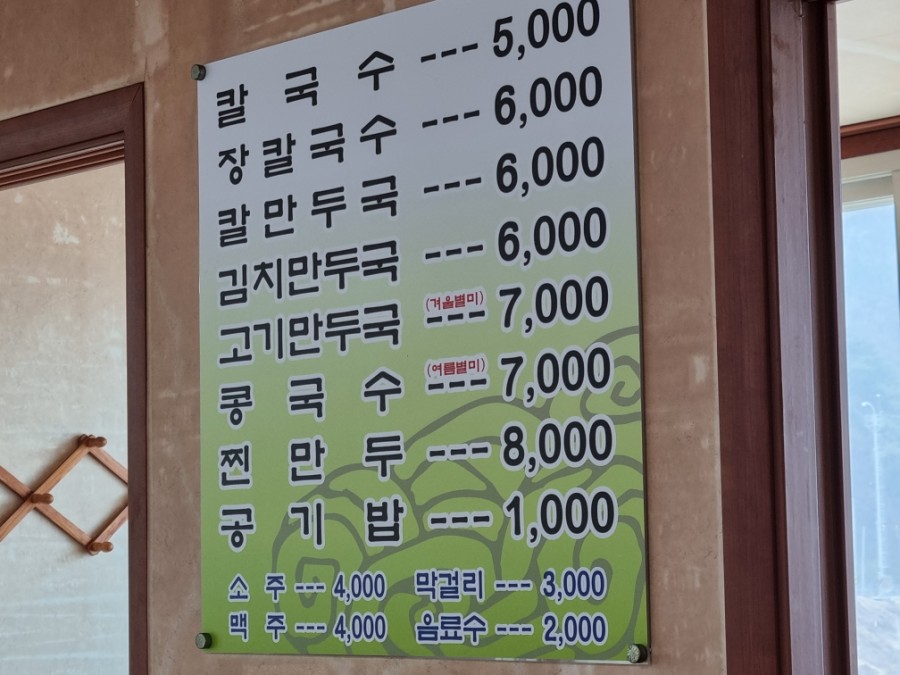 칼국수 --- 5,000
장칼국수 --- 6,000
칼만두국 --- 6,000
김치만두국 --- 6,000
고기만두국 (겨울별미) --- 7,000
콩국수 (여름별미) --- 7,000
찐만두 --- 8,000
공기밥 --- 1,000
소주 --- 4,000 막걸리 --- 3,000
맥주 --- 4,000 음료수 --- 2,000